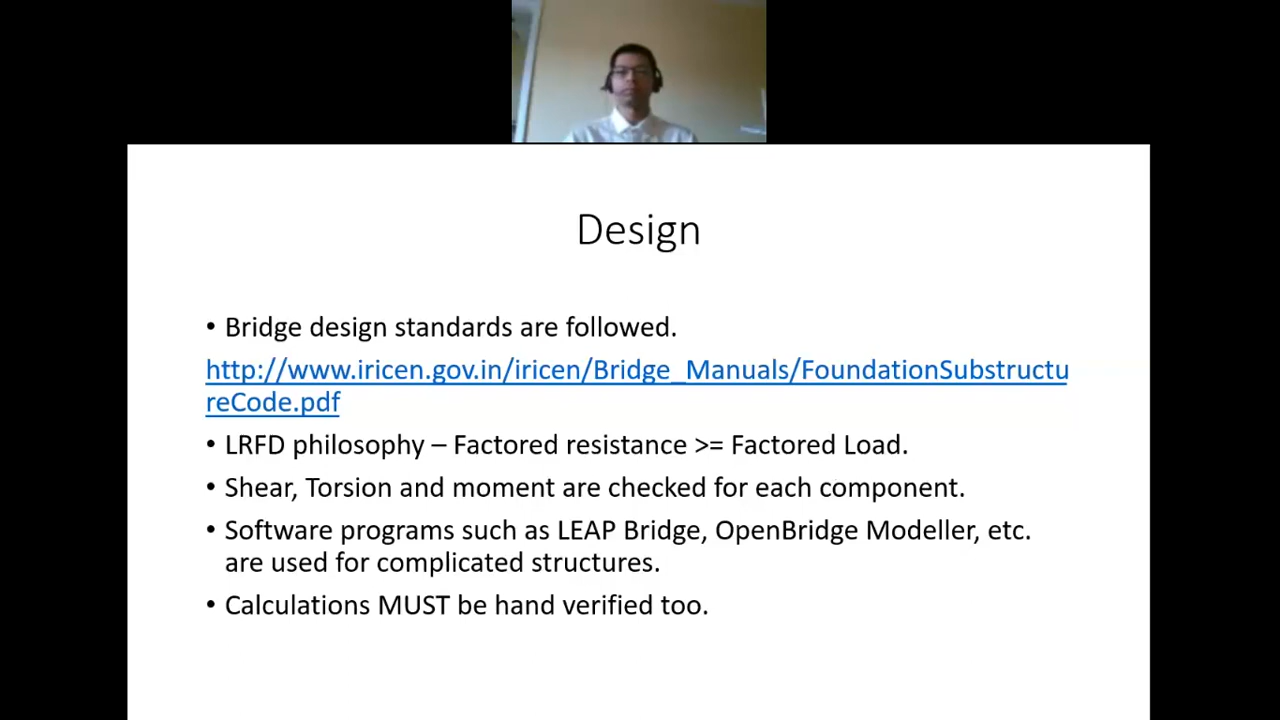 Design
• Bridge design standards are followed.
http://www.iricen.gov.in/iricen/Bridge_Manuals/FoundationSubstructu
reCode.pdf
• LRFD philosophy – Factored resistance >= Factored Load.
• Shear, Torsion and moment are checked for each component.
• Software programs such as LEAP Bridge, OpenBridge Modeller, etc.
are used for complicated structures.
• Calculations MUST be hand verified too.